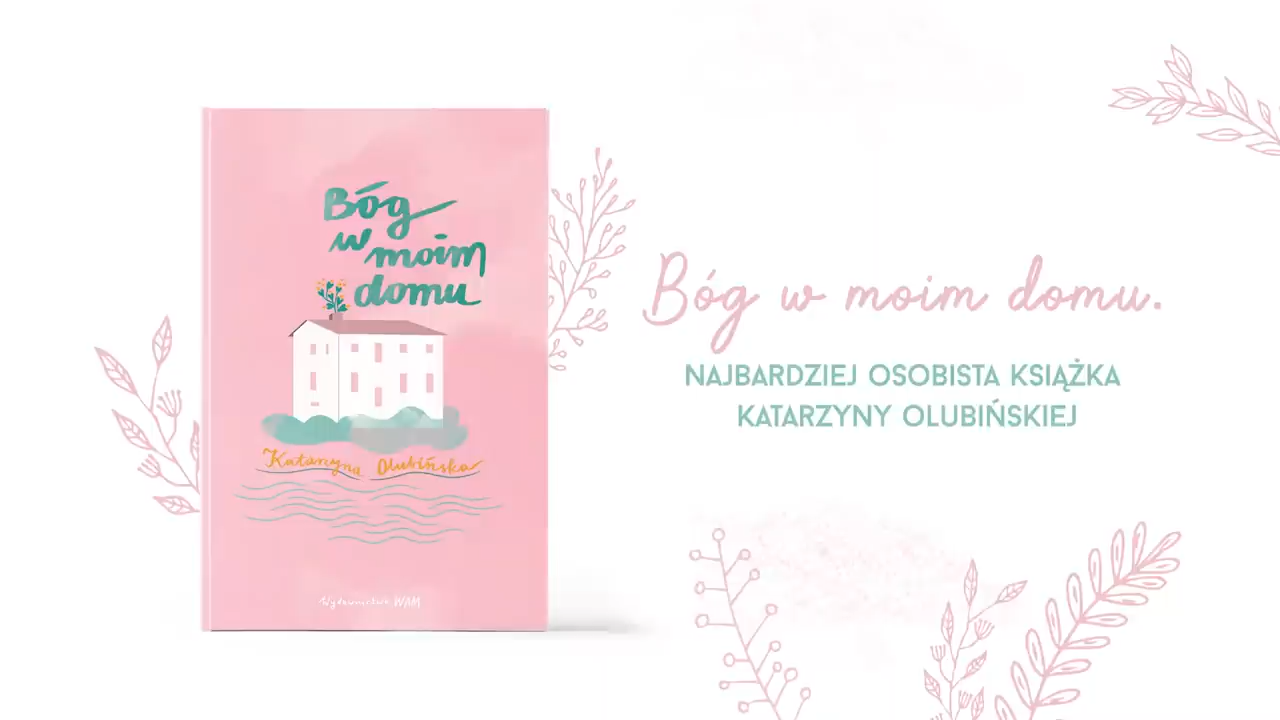 Bóg
w moim
domu
Katarzyna Olubińska
Wydawnictwo WAM
Bóg w moim domu.
NAJBARDZIEJ OSOBISTA KSIĄŻKA
KATARZYNY OLUBIŃSKIEJ